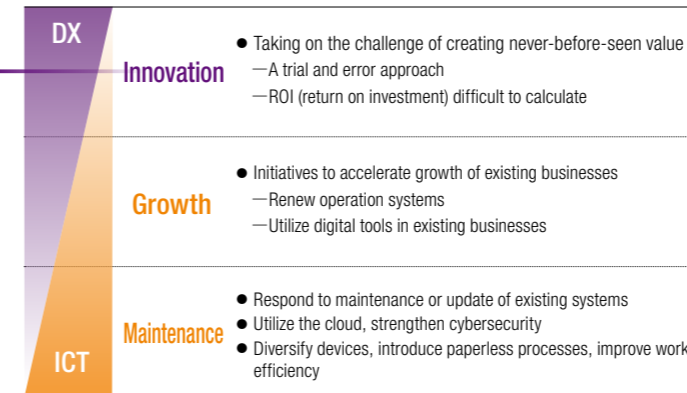 DX
Innovation
● Taking on the challenge of creating never-before-seen value
—A trial and error approach
—ROI (return on investment) difficult to calculate
Growth
● Initiatives to accelerate growth of existing businesses
—Renew operation systems
—Utilize digital tools in existing businesses
Maintenance
● Respond to maintenance or update of existing systems
● Utilize the cloud, strengthen cybersecurity
● Diversify devices, introduce paperless processes, improve work
efficiency
ICT